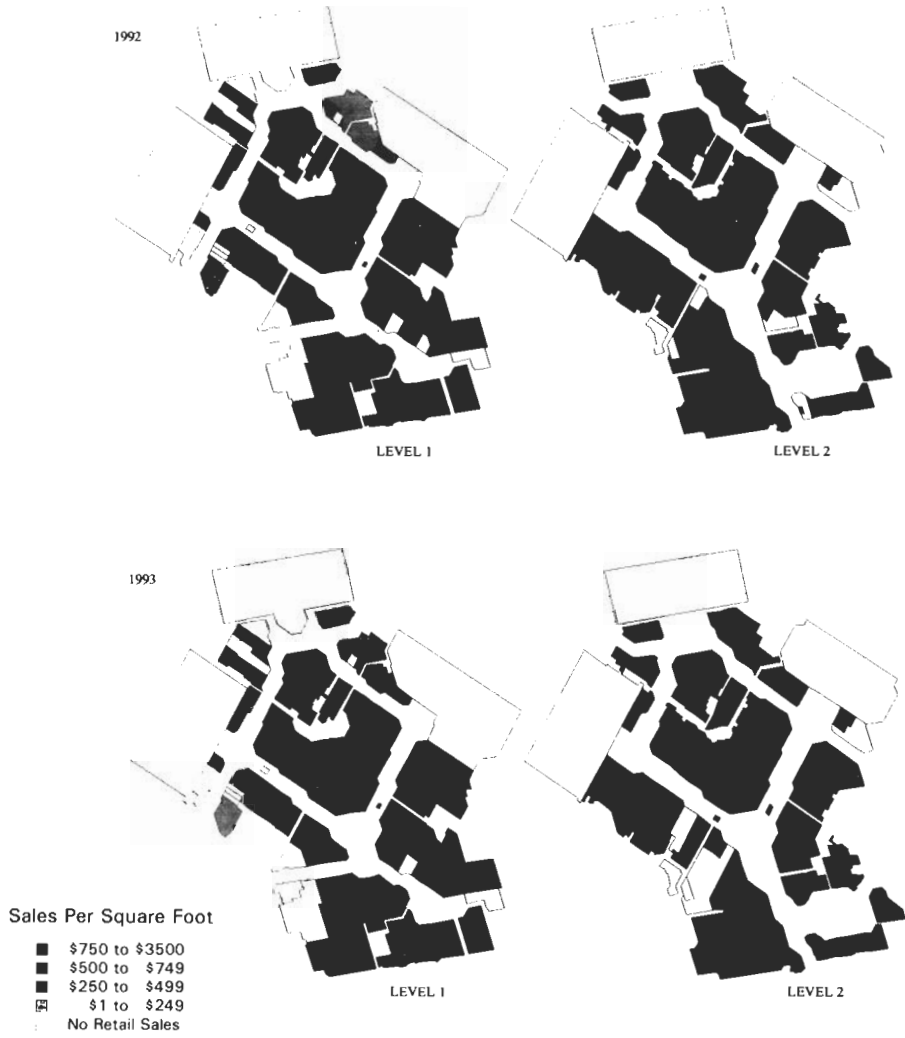 1992
LEVEL 1
LEVEL 2
1993
LEVEL 1
LEVEL 2
Sales Per Square Foot
$750 to $3500
$500 to $749
$250 to $499
$1 to $249
No Retail Sales